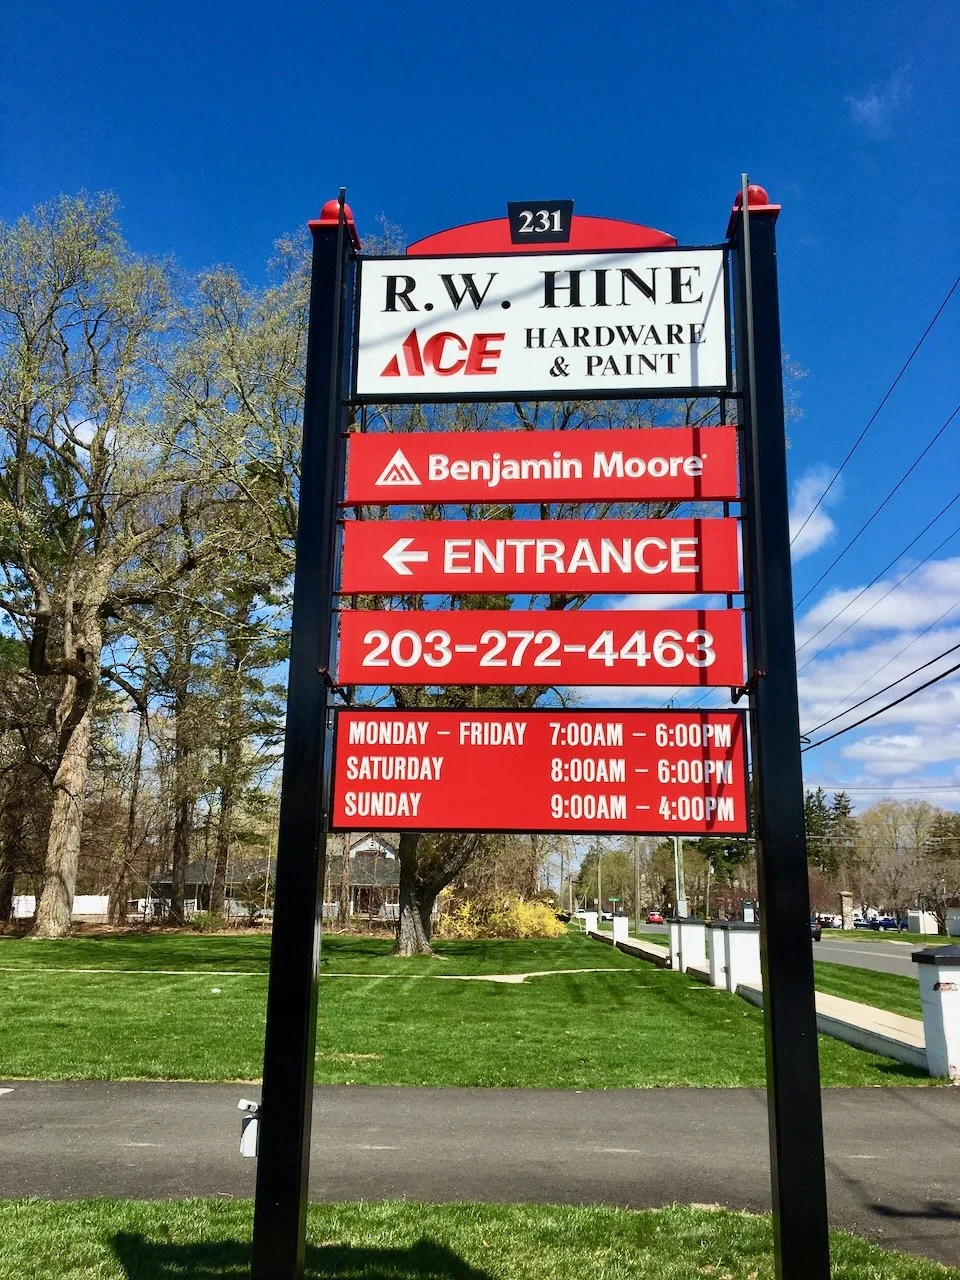 231
R.W. HINE
ACE HARDWARE
& PAINT
Benjamin Moore®
← ENTRANCE
203-272-4463
MONDAY - FRIDAY 7:00AM - 6:00PM
SATURDAY 8:00AM - 6:00PM
SUNDAY 9:00AM - 4:00PM